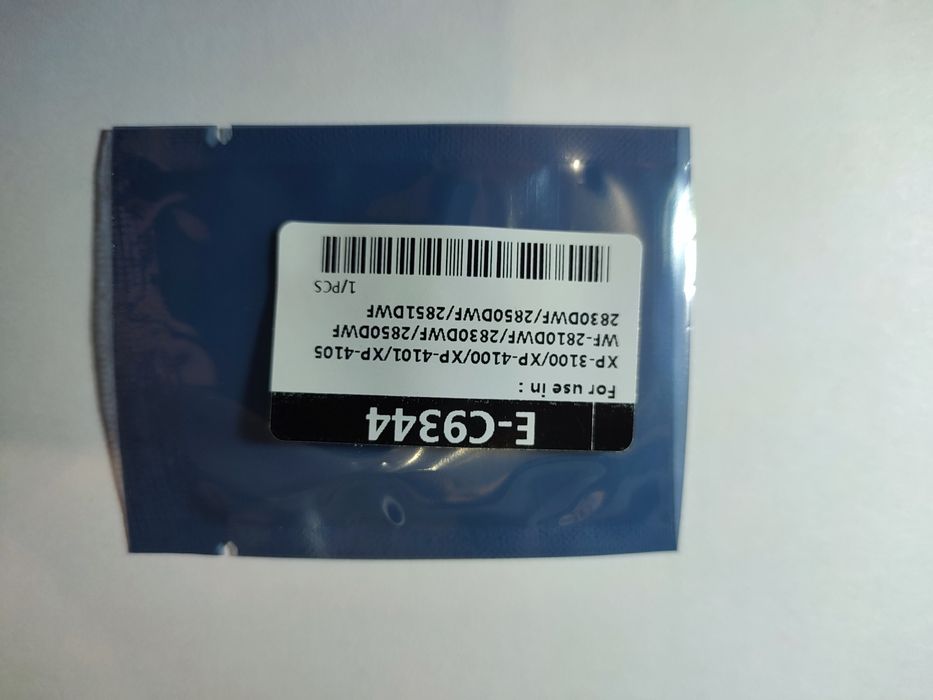 E-C9344
For use in :
XP-3100/XP-4100/XP-4101/XP-4105
WF-2810DWF/2830DWF/2850DWF
2830DWF/2850DWF/2851DWF
1/PCS